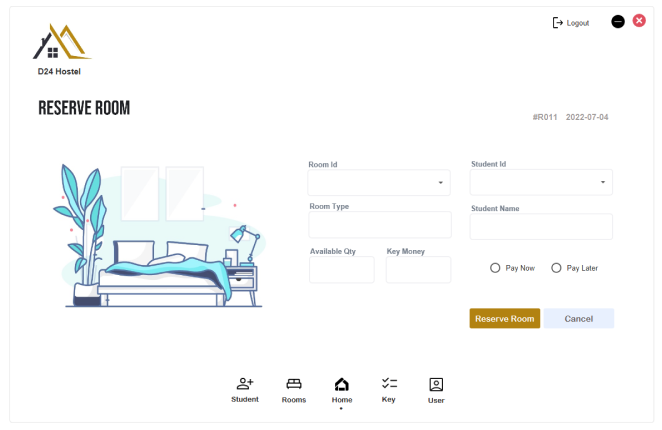 Logout
D24 Hostel
RESERVE ROOM
#R011 2022-07-04
Room Id
Student Id
Room Type
Student Name
Available Qty
Key Money
Pay Now
Pay Later
Reserve Room
Cancel
Student
Rooms
Home
Key
User